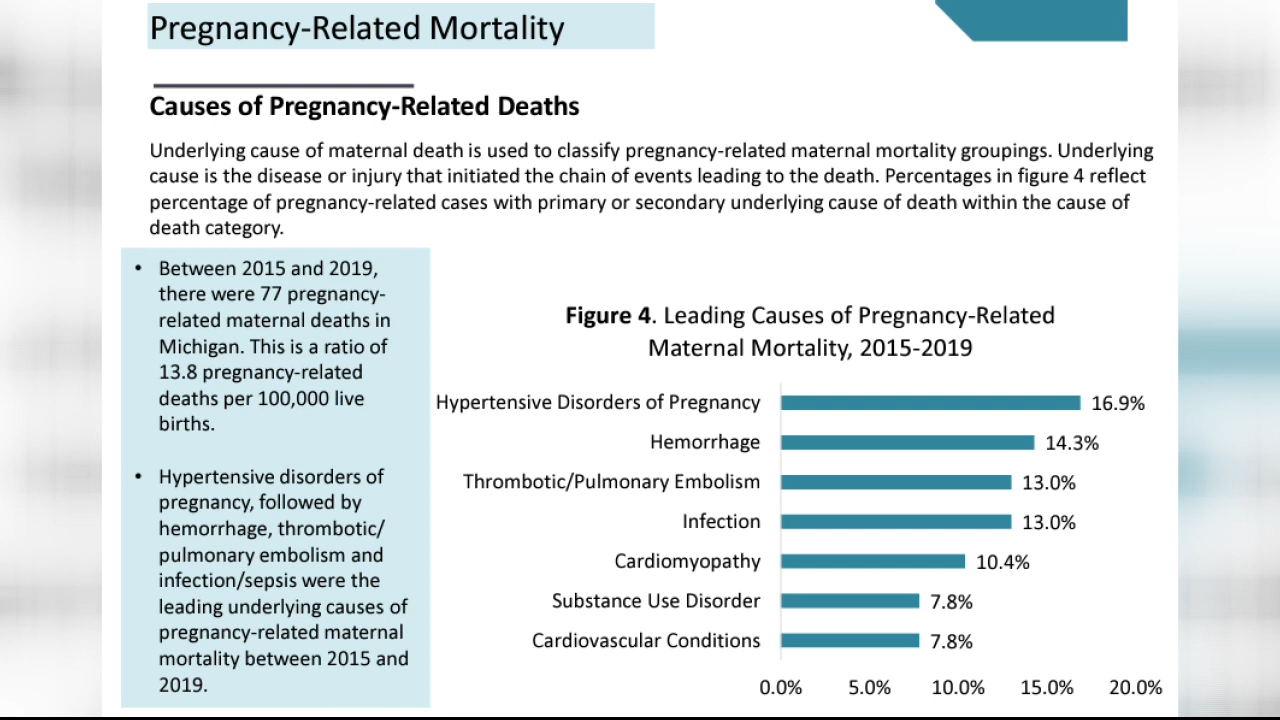 Pregnancy-Related Mortality
Causes of Pregnancy-Related Deaths
Underlying cause of maternal death is used to classify pregnancy-related maternal mortality groupings. Underlying
cause is the disease or injury that initiated the chain of events leading to the death. Percentages in figure 4 reflect
percentage of pregnancy-related cases with primary or secondary underlying cause of death within the cause of
death category.
• Between 2015 and 2019,
there were 77 pregnancy-
related maternal deaths in
Michigan. This is a ratio of
13.8 pregnancy-related
deaths per 100,000 live
births.
• Hypertensive disorders of
pregnancy, followed by
hemorrhage, thrombotic/
pulmonary embolism and
infection/sepsis were the
leading underlying causes of
pregnancy-related maternal
mortality between 2015 and
2019.
Figure 4. Leading Causes of Pregnancy-Related
Maternal Mortality, 2015-2019
Hypertensive Disorders of Pregnancy 16.9%
Hemorrhage 14.3%
Thrombotic/Pulmonary Embolism 13.0%
Infection 13.0%
Cardiomyopathy 10.4%
Substance Use Disorder 7.8%
Cardiovascular Conditions 7.8%
0.0% 5.0% 10.0% 15.0% 20.0%